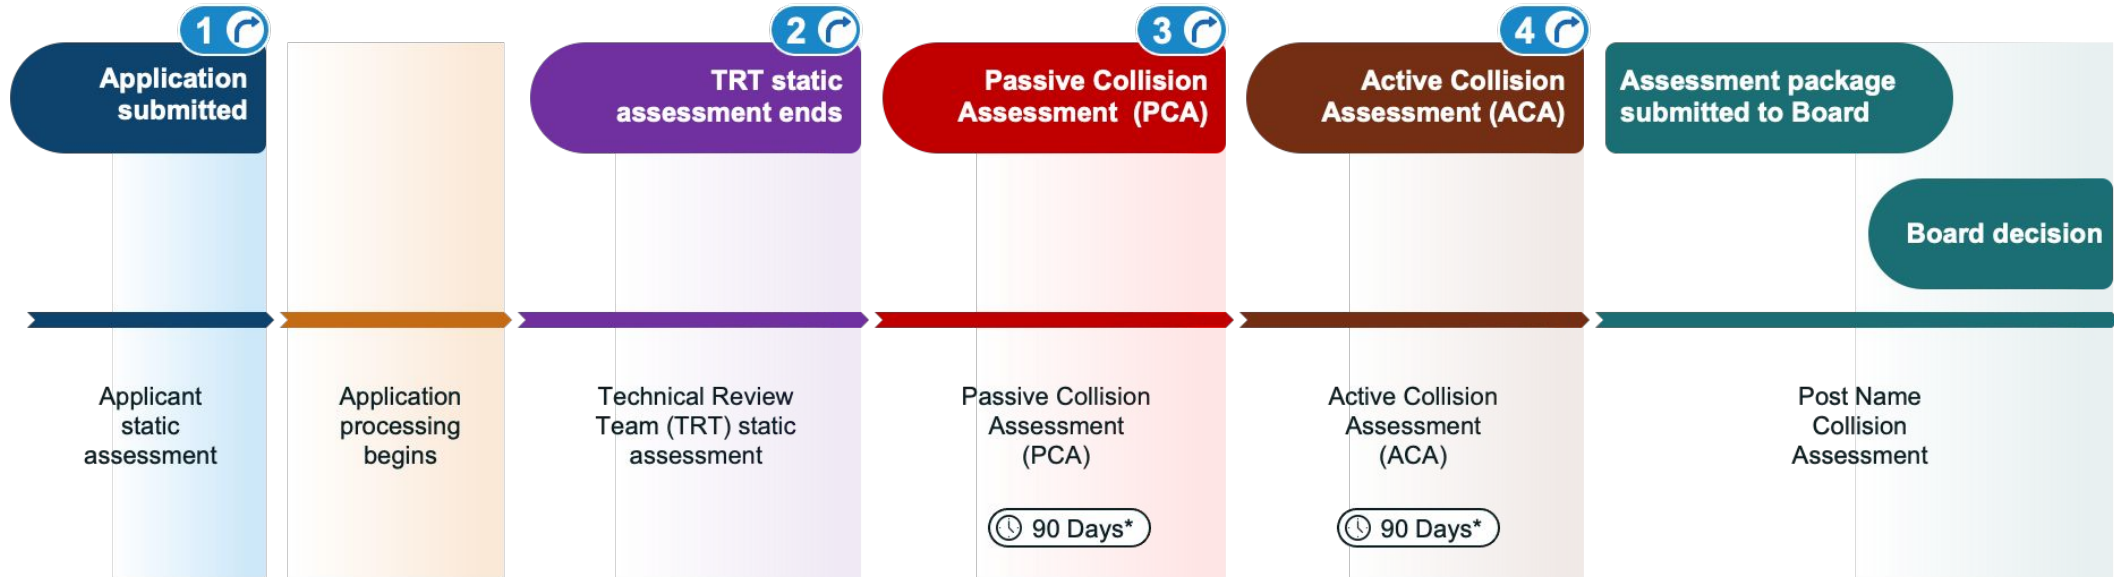 1
Application
submitted
2
TRT static
assessment ends
3
Passive Collision
Assessment (PCA)
4
Active Collision
Assessment (ACA)
Assessment package
submitted to Board
Board decision
Applicant
static
assessment
Application
processing
begins
Technical Review
Team (TRT) static
assessment
Passive Collision
Assessment
(PCA)
90 Days*
Active Collision
Assessment
(ACA)
90 Days*
Post Name
Collision
Assessment